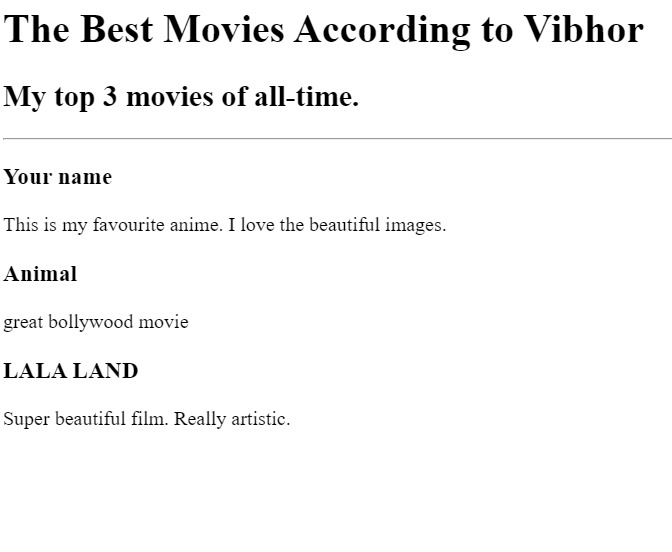 The Best Movies According to Vibhor
My top 3 movies of all-time.
Your name
This is my favourite anime. I love the beautiful images.
Animal
great bollywood movie
LALA LAND
Super beautiful film. Really artistic.